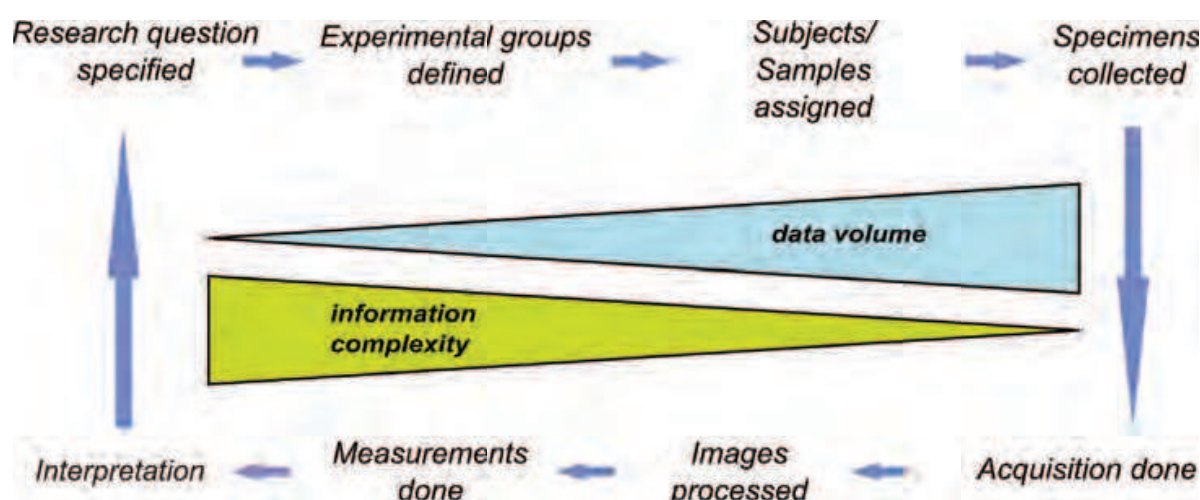 Research question
specified
Experimental groups
defined
Subjects/
Samples
assigned
Specimens
collected
data volume
information
complexity
Interpretation
Measurements
done
Images
processed
Acquisition done